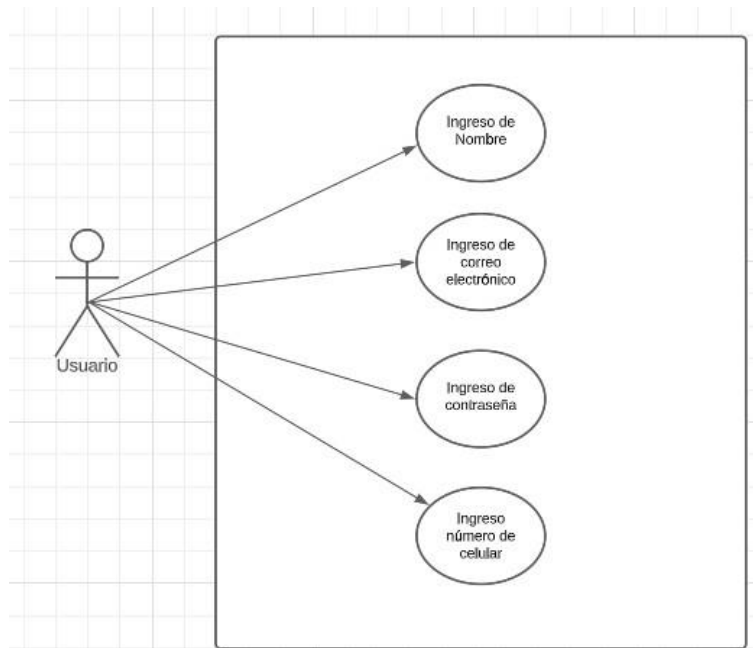 Ingreso de
Nombre
Ingreso de
correo
electrónico
Usuario
Ingreso de
contraseña
Ingreso
número de
celular